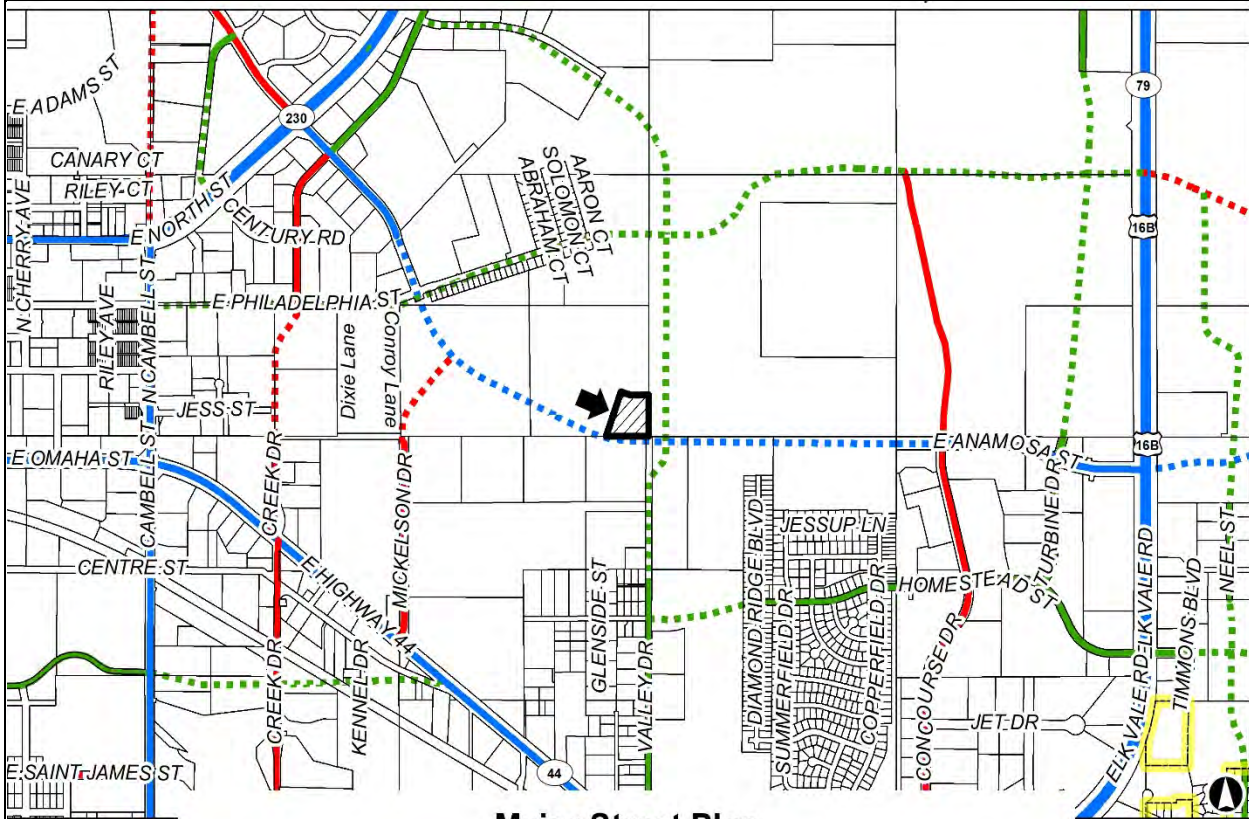 79
E ADAMS ST
230
CANARY CT
RILEY CT
AARON CT
SOLOMON CT
ABRAHAM CT
N CHERRY AVE
E NORTH ST
CENTURY RD
16B
N CAMBELL ST
RILEY AVE
E PHILADELPHIA ST
Dixie Lane
Conroy Lane
JESS ST
E OMAHA ST
E ANAMOSA ST
16B
CAMBELL ST
CREEK DR
MICKELSON DR
DIAMOND RIDGE BLVD
JESSUP LN
TURBINE DR
CENTRE ST
E HIGHWAY 44
GLENSIDE ST
VALLEY DR
SUMMERFIELD DR
COPPERFIELD DR
HOMESTEAD ST
ELK VALE RD
ELK VALE RD
NEEL ST
TIMMONS BLVD
CREEK DR
KENNEL DR
CONCOURSE DR
JET DR
E SAINT JAMES ST
44